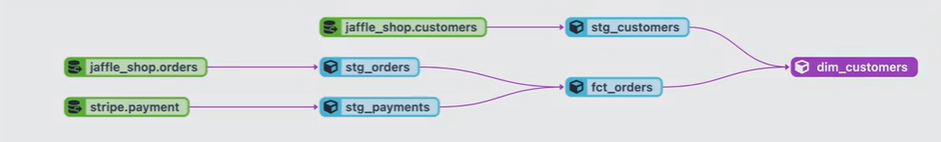 jaffle_shop.customers
stg_customers
jaffle_shop.orders
stg_orders
dim_customers
fct_orders
stripe.payment
stg_payments